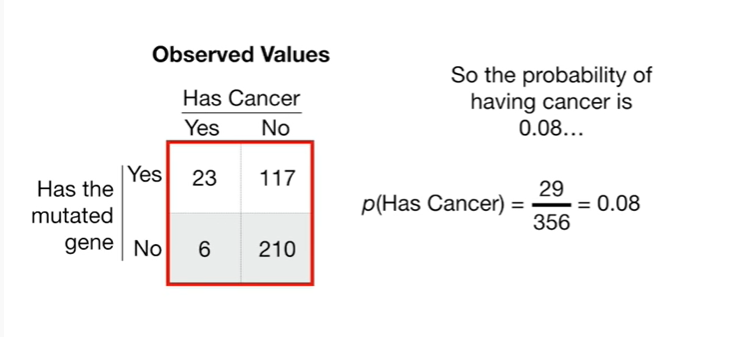 Observed Values
Has Cancer
Yes No
Has the
mutated
gene
Yes 23 117
No 6 210
So the probability of
having cancer is
0.08…
p(Has Cancer) = 29/356 = 0.08